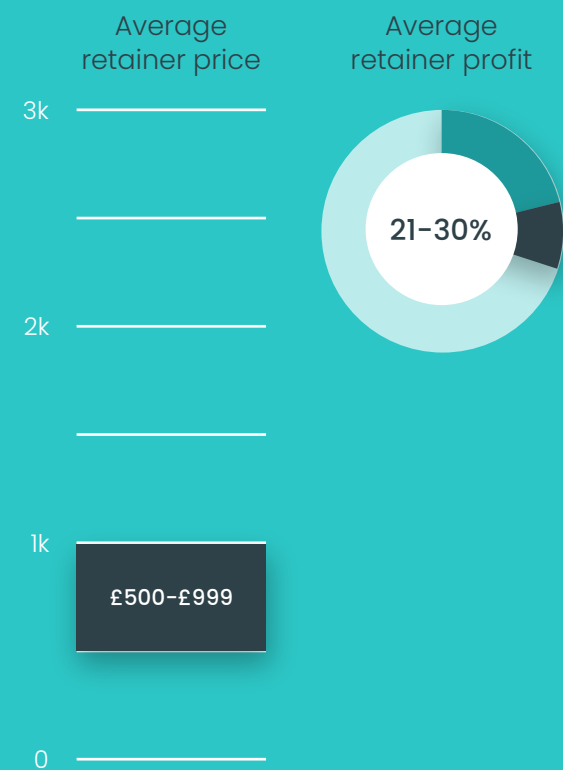 Average
retainer price
3k
2k
1k
£500-£999
0
Average
retainer profit
21-30%